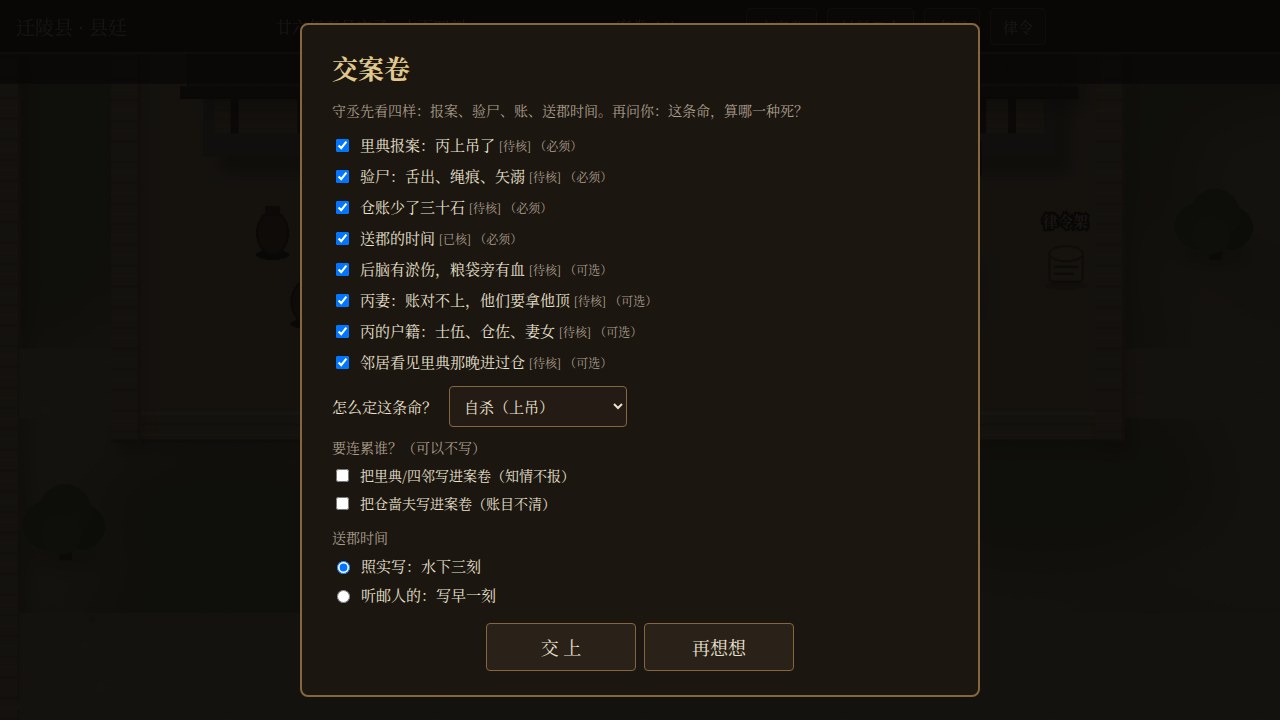 迁陵县 · 县廷
律令
交案卷
守丞先看四样：报案、验尸、账、送郡时间。再问你：这条命，算哪一种死？
里典报案：丙上吊了 [待核] （必须）
验尸：舌出、绳痕、矢溺 [待核] （必须）
仓账少了三十石 [待核] （必须）
送郡的时间 [已核] （必须）
后脑有淤伤，粮袋旁有血 [待核] （可选）
丙妻：账对不上，他们要拿他顶 [待核] （可选）
丙的户籍：士伍、仓佐、妻女 [待核] （可选）
邻居看见里典那晚进过仓 [待核] （可选）
怎么定这条命？ 自杀（上吊）
要连累谁？（可以不写）
把里典/四邻写进案卷（知情不报）
把仓啬夫写进案卷（账目不清）
送郡时间
照实写：水下三刻
听邮人的：写早一刻
交 上
再想想